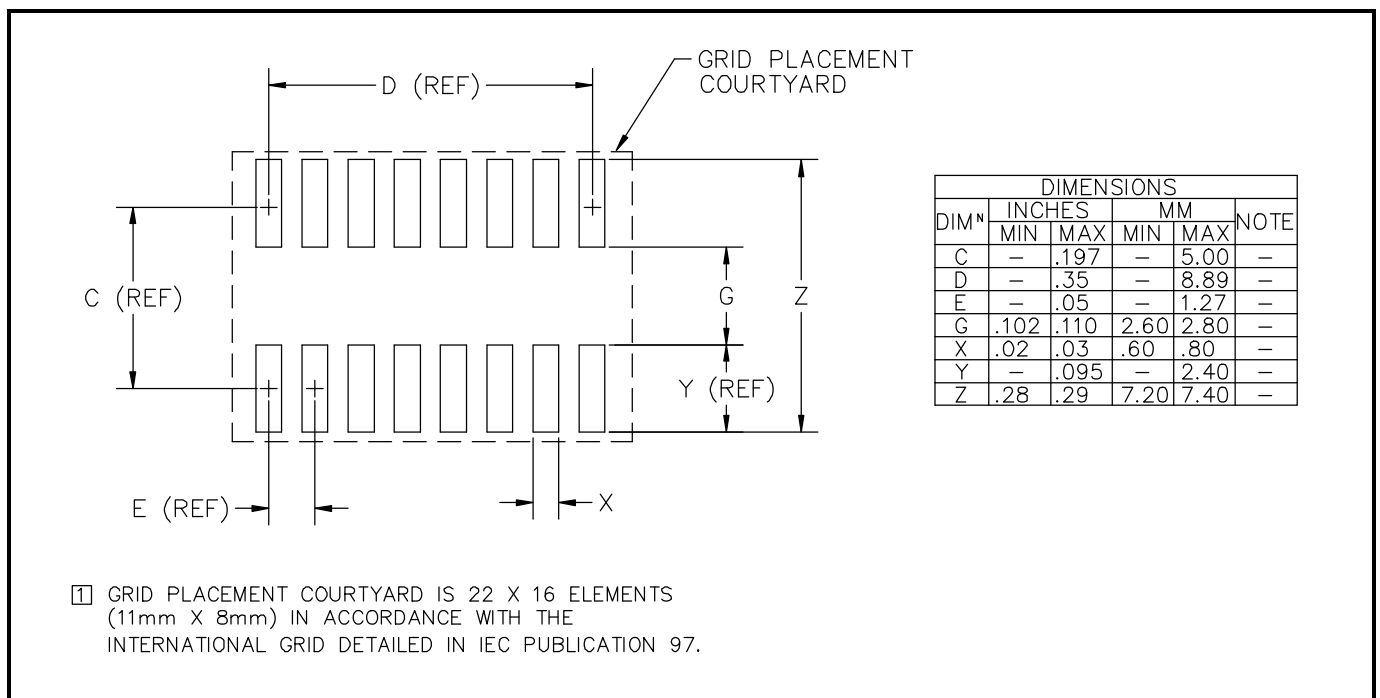 GRID PLACEMENT
COURTYARD
D (REF)
C (REF)
G
Z
Y (REF)
E (REF)
X
DIMENSIONS
DIMᴺ INCHES MM NOTE
MIN MAX MIN MAX
C – .197 – 5.00 –
D – .35 – 8.89 –
E – .05 – 1.27 –
G .102 .110 2.60 2.80 –
X .02 .03 .60 .80 –
Y – .095 – 2.40 –
Z .28 .29 7.20 7.40 –
1 GRID PLACEMENT COURTYARD IS 22 X 16 ELEMENTS
(11mm X 8mm) IN ACCORDANCE WITH THE
INTERNATIONAL GRID DETAILED IN IEC PUBLICATION 97.